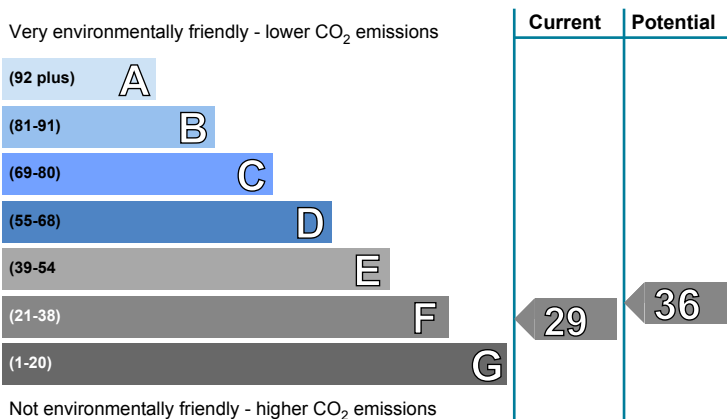 Current Potential
Very environmentally friendly - lower CO₂ emissions
(92 plus) A
(81-91) B
(69-80) C
(55-68) D
(39-54 E
(21-38) F 29 36
(1-20) G
Not environmentally friendly - higher CO₂ emissions